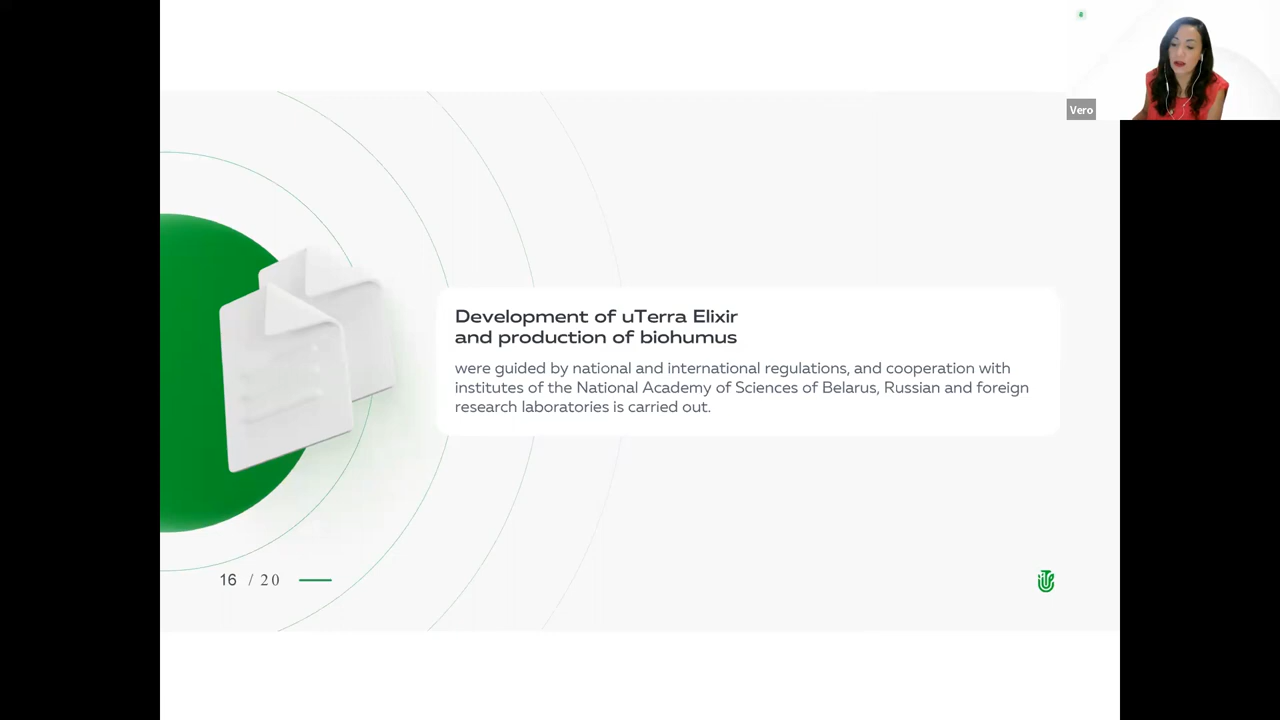 Vero
Development of uTerra Elixir
and production of biohumus
were guided by national and international regulations, and cooperation with
institutes of the National Academy of Sciences of Belarus, Russian and foreign
research laboratories is carried out.
16 / 20